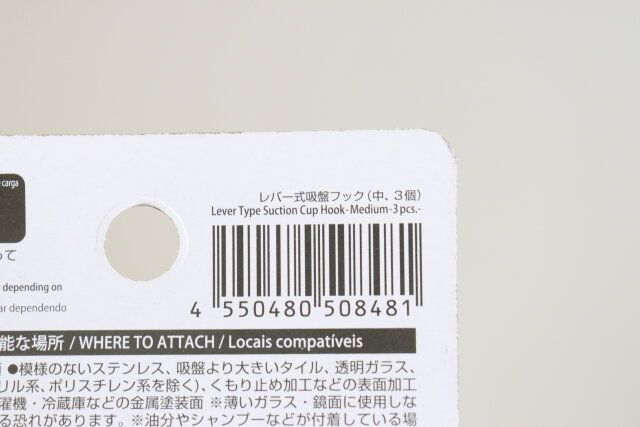 carga
レバー式吸盤フック(中、3個)
Lever Type Suction Cup Hook-Medium-3 pcs.-
4 550480 508481
って
depending on
ar dependendo
能な場所 / WHERE TO ATTACH / Locais compatíveis
●模様のないステンレス、吸盤より大きいタイル、透明ガラス、
リル系、ポリスチレン系を除く)、くもり止め加工などの表面加工
濯機・冷蔵庫などの金属塗装面 ※薄いガラス・鏡面に使用しな
る恐れがあります。※油分やシャンプーなどが付着している場